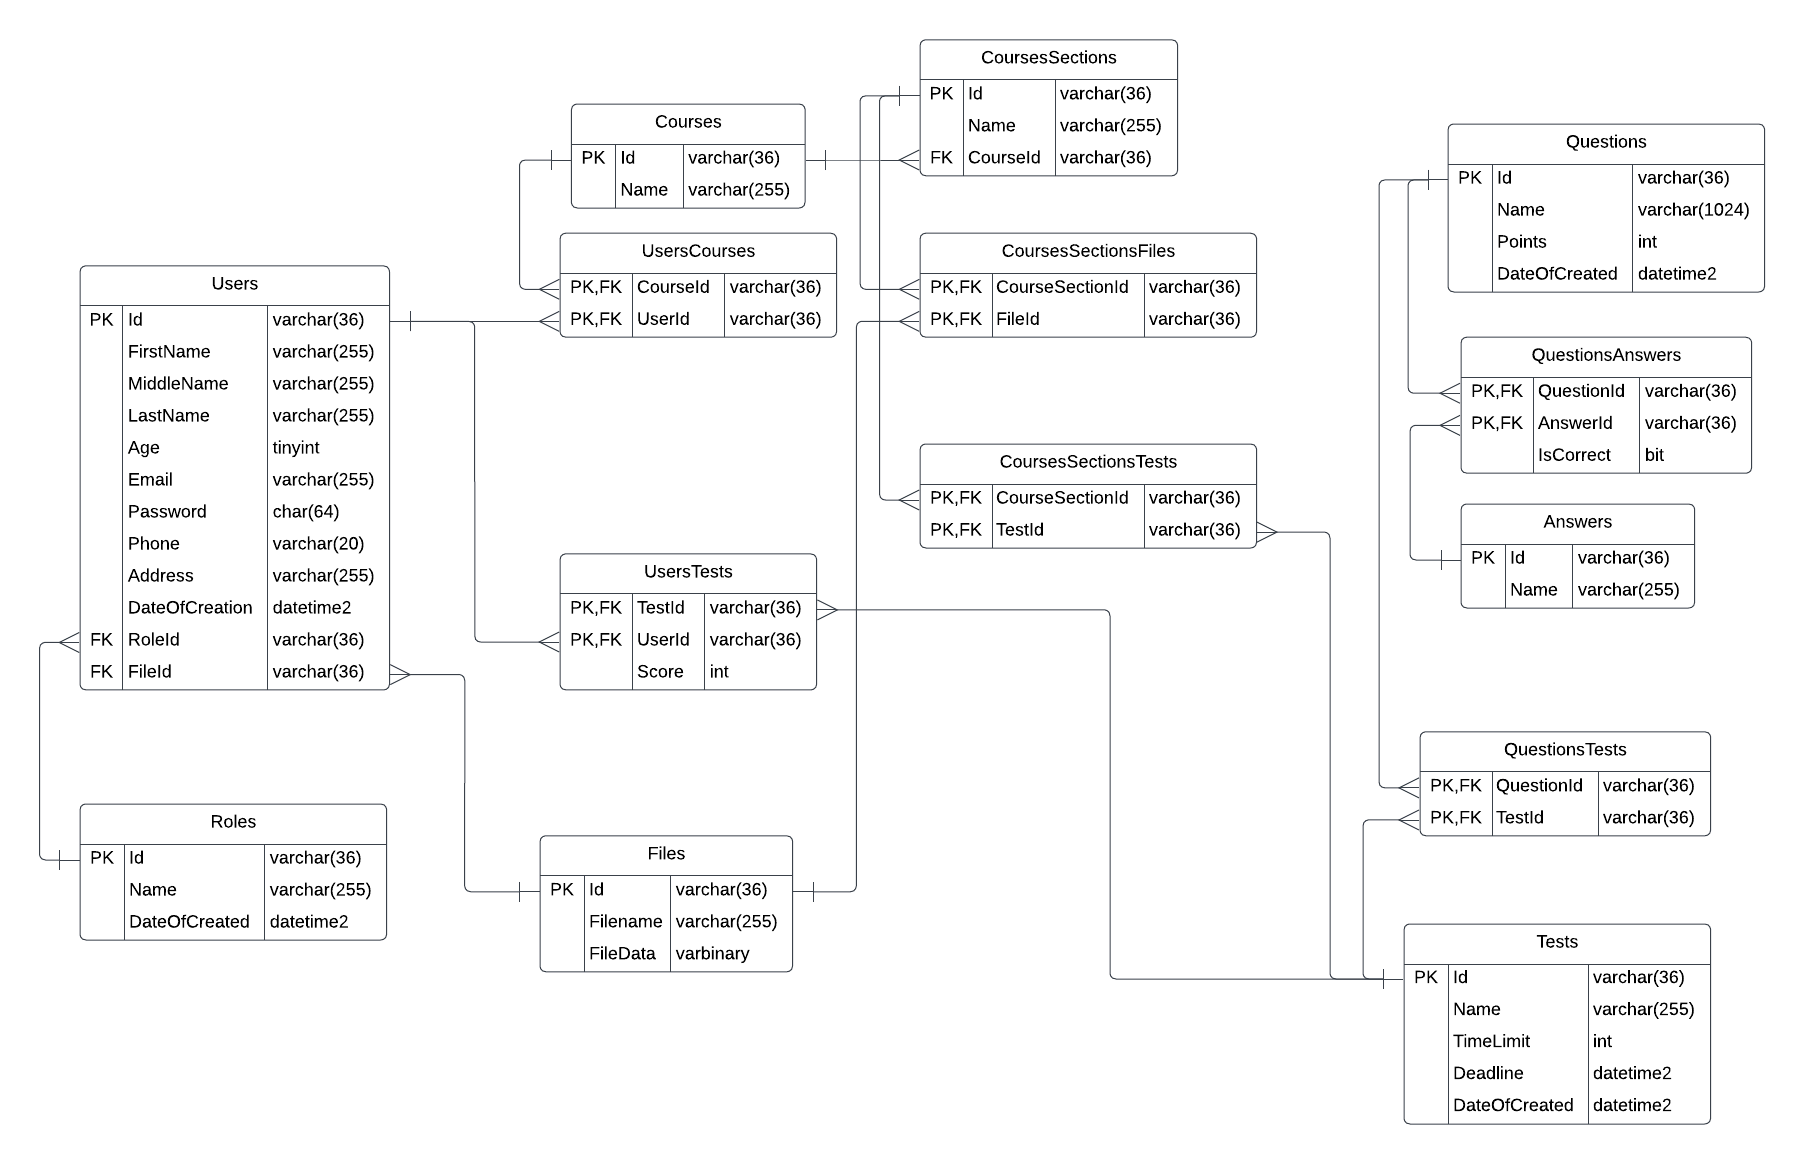 CoursesSections
PK Id varchar(36)
Name varchar(255)
FK CourseId varchar(36)
Courses
PK Id varchar(36)
Name varchar(255)
Questions
PK Id varchar(36)
Name varchar(1024)
Points int
DateOfCreated datetime2
UsersCourses
PK,FK CourseId varchar(36)
PK,FK UserId varchar(36)
CoursesSectionsFiles
PK,FK CourseSectionId varchar(36)
PK,FK FileId varchar(36)
Users
PK Id varchar(36)
FirstName varchar(255)
MiddleName varchar(255)
LastName varchar(255)
Age tinyint
Email varchar(255)
Password char(64)
Phone varchar(20)
Address varchar(255)
DateOfCreation datetime2
FK RoleId varchar(36)
FK FileId varchar(36)
QuestionsAnswers
PK,FK QuestionId varchar(36)
PK,FK AnswerId varchar(36)
IsCorrect bit
CoursesSectionsTests
PK,FK CourseSectionId varchar(36)
PK,FK TestId varchar(36)
Answers
PK Id varchar(36)
Name varchar(255)
UsersTests
PK,FK TestId varchar(36)
PK,FK UserId varchar(36)
Score int
QuestionsTests
PK,FK QuestionId varchar(36)
PK,FK TestId varchar(36)
Roles
PK Id varchar(36)
Name varchar(255)
DateOfCreated datetime2
Files
PK Id varchar(36)
Filename varchar(255)
FileData varbinary
Tests
PK Id varchar(36)
Name varchar(255)
TimeLimit int
Deadline datetime2
DateOfCreated datetime2